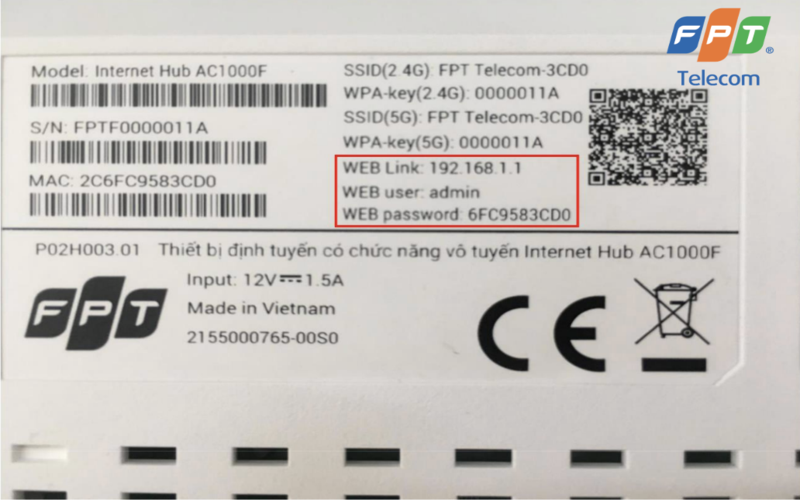 FPT
Telecom
Model: Internet Hub AC1000F
S/N: FPTF0000011A
MAC: 2C6FC9583CD0
SSID(2.4G): FPT Telecom-3CD0
WPA-key(2.4G): 0000011A
SSID(5G): FPT Telecom-3CD0
WPA-key(5G): 0000011A
WEB Link: 192.168.1.1
WEB user: admin
WEB password: 6FC9583CD0
P02H003.01 Thiết bị định tuyến có chức năng vô tuyến Internet Hub AC1000F
FPT
Input: 12V⎓1.5A
Made in Vietnam
2155000765-00S0
CE